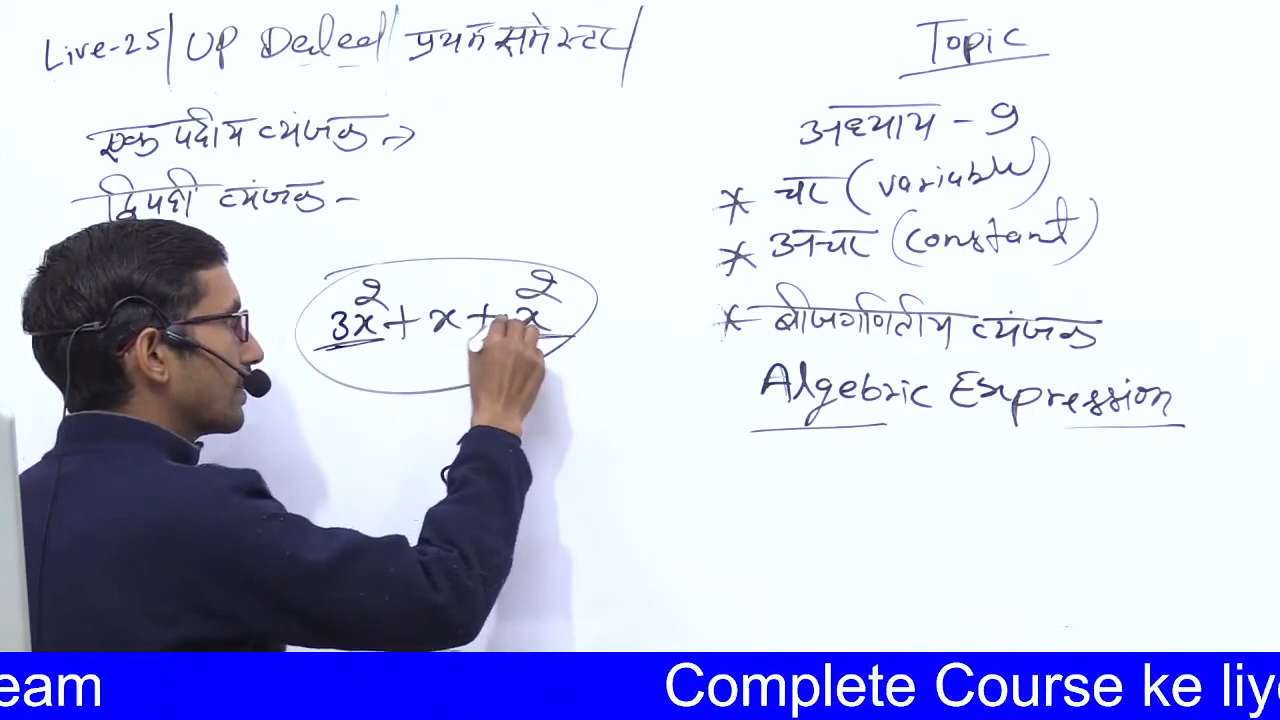 Live-25/ UP Deled/ प्रथम समेस्टर/
एक पदीय व्यंजक →
द्विपदी व्यंजक -
3x² + x + x²
Topic
अध्याय - 9
* चर (variable)
* अचर (constant)
* बीजगणितीय व्यंजक
Algebric Expression
eam Complete Course ke liye